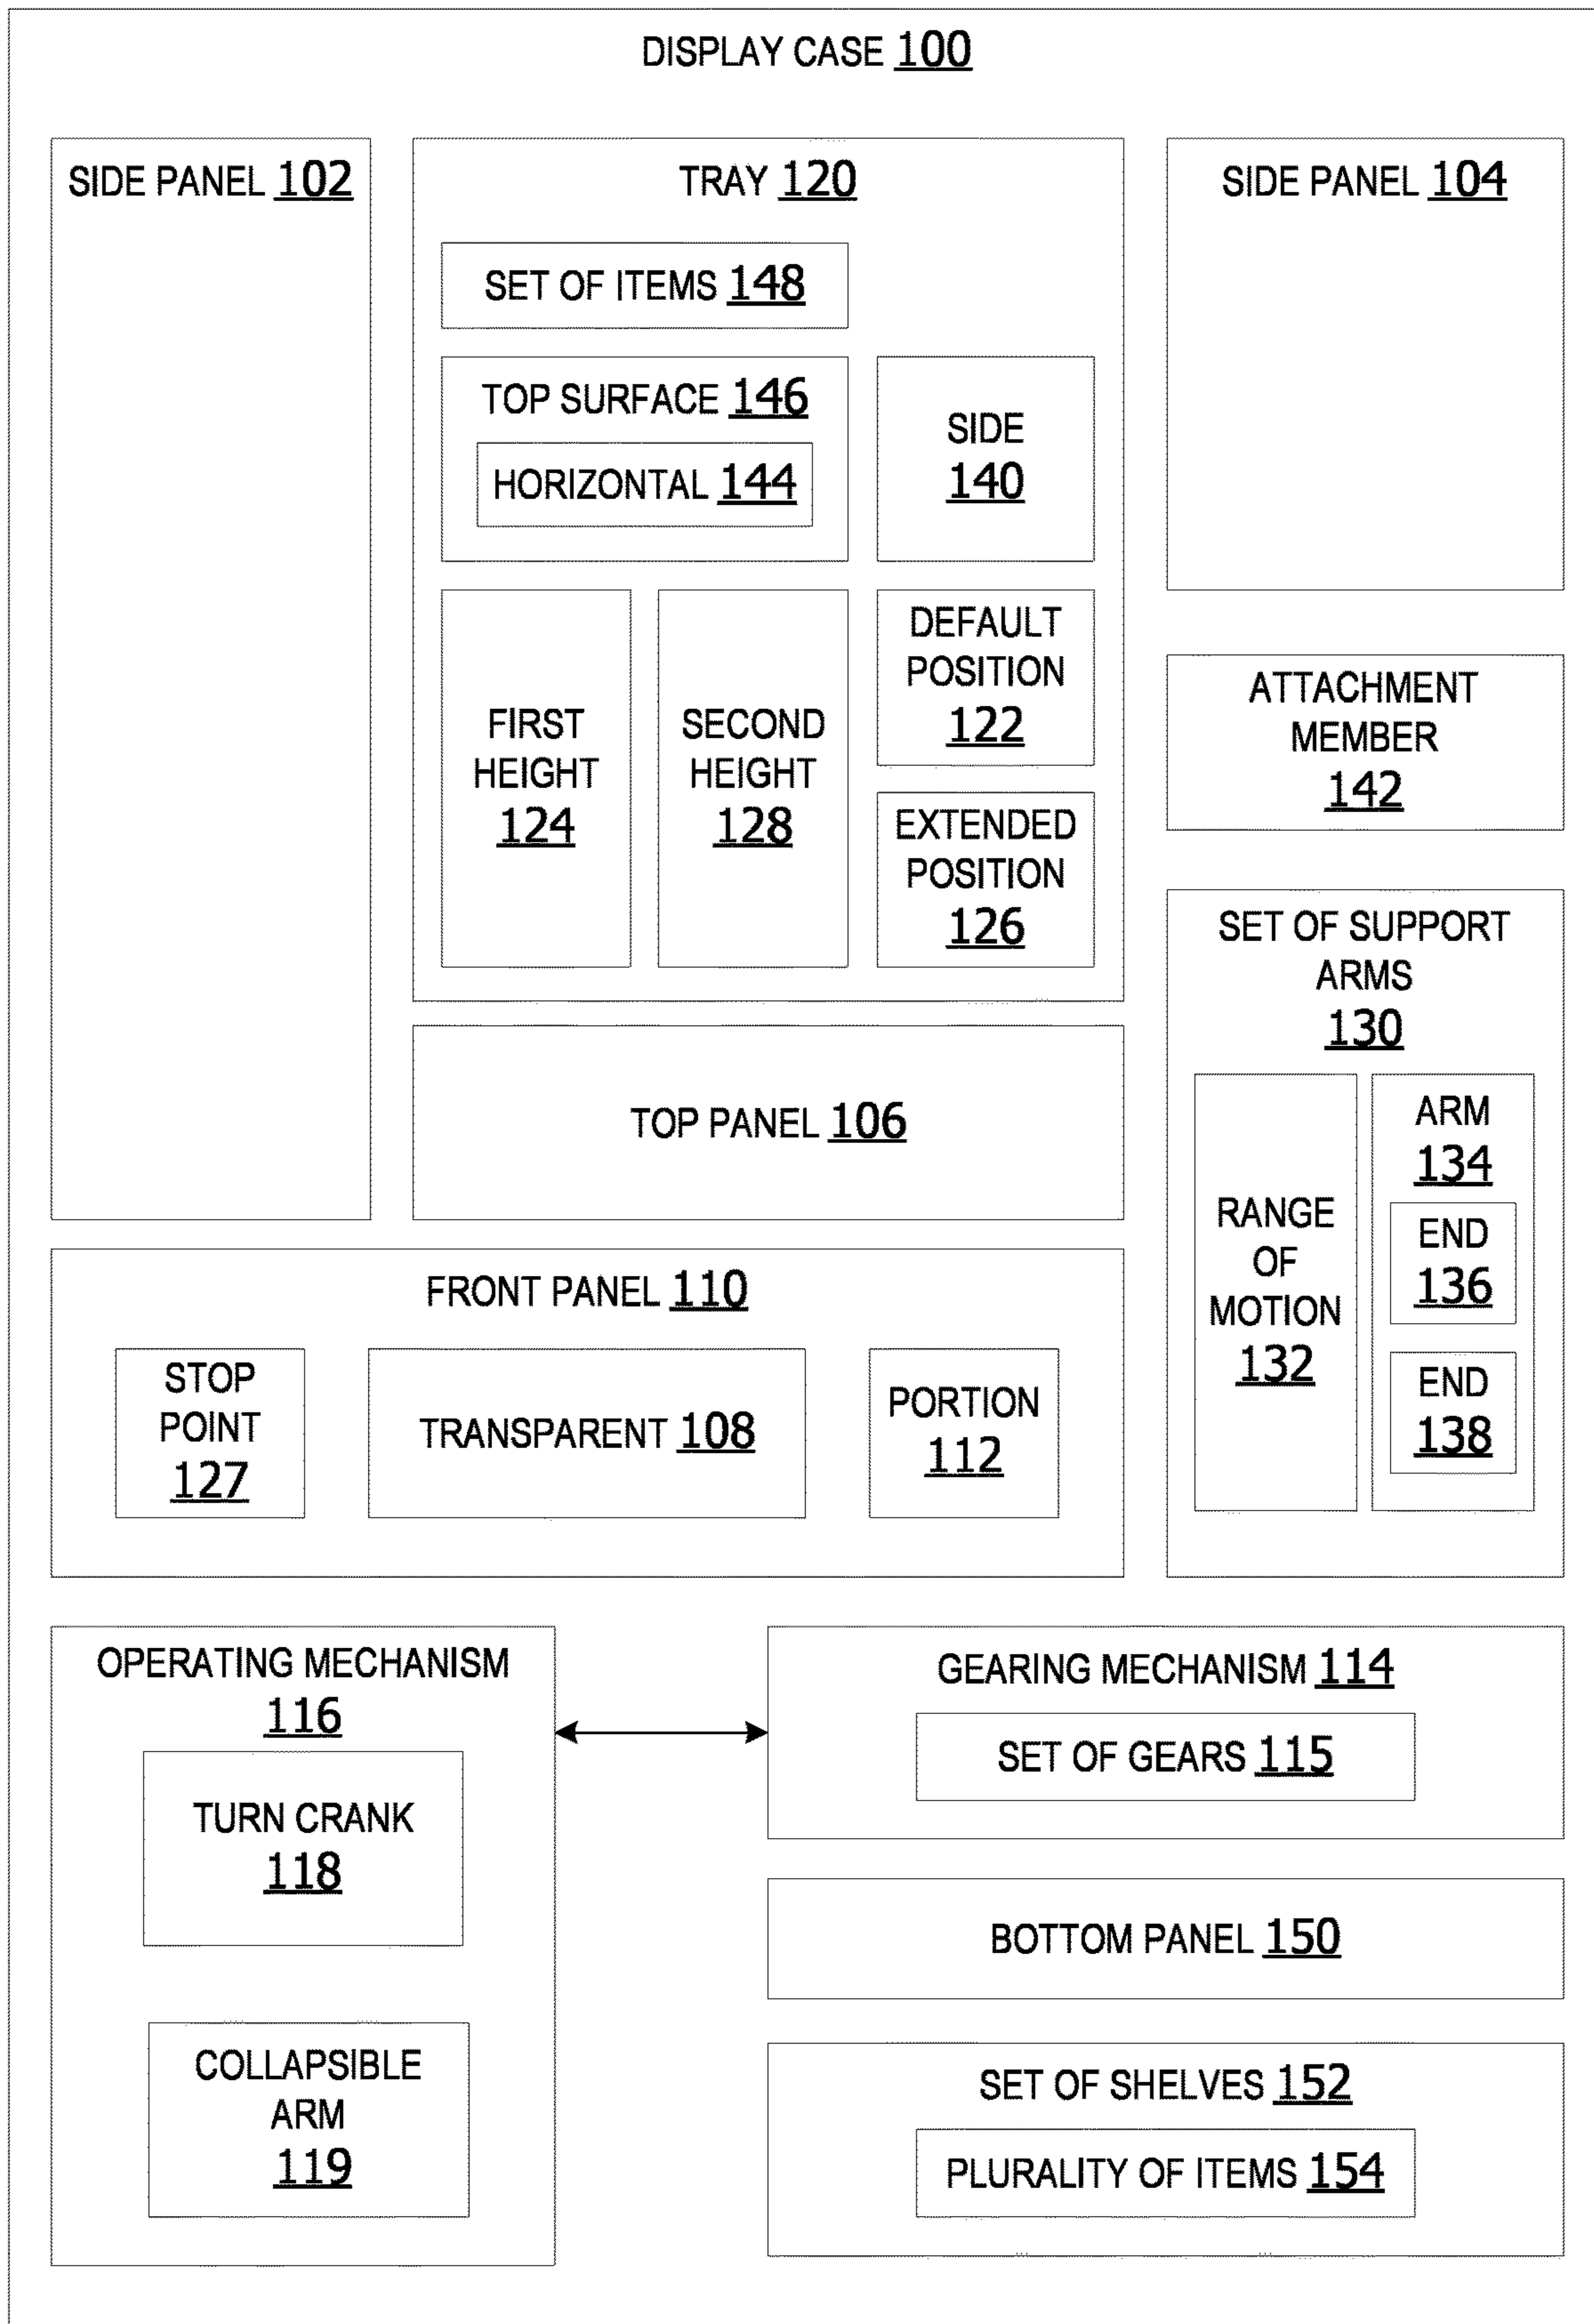 DISPLAY CASE 100
SIDE PANEL 102
TRAY 120
SET OF ITEMS 148
TOP SURFACE 146
HORIZONTAL 144
SIDE
140
FIRST
HEIGHT
124
SECOND
HEIGHT
128
DEFAULT
POSITION
122
EXTENDED
POSITION
126
SIDE PANEL 104
ATTACHMENT
MEMBER
142
TOP PANEL 106
SET OF SUPPORT
ARMS
130
RANGE
OF
MOTION
132
ARM
134
END
136
END
138
FRONT PANEL 110
STOP
POINT
127
TRANSPARENT 108
PORTION
112
OPERATING MECHANISM
116
TURN CRANK
118
COLLAPSIBLE
ARM
119
GEARING MECHANISM 114
SET OF GEARS 115
BOTTOM PANEL 150
SET OF SHELVES 152
PLURALITY OF ITEMS 154